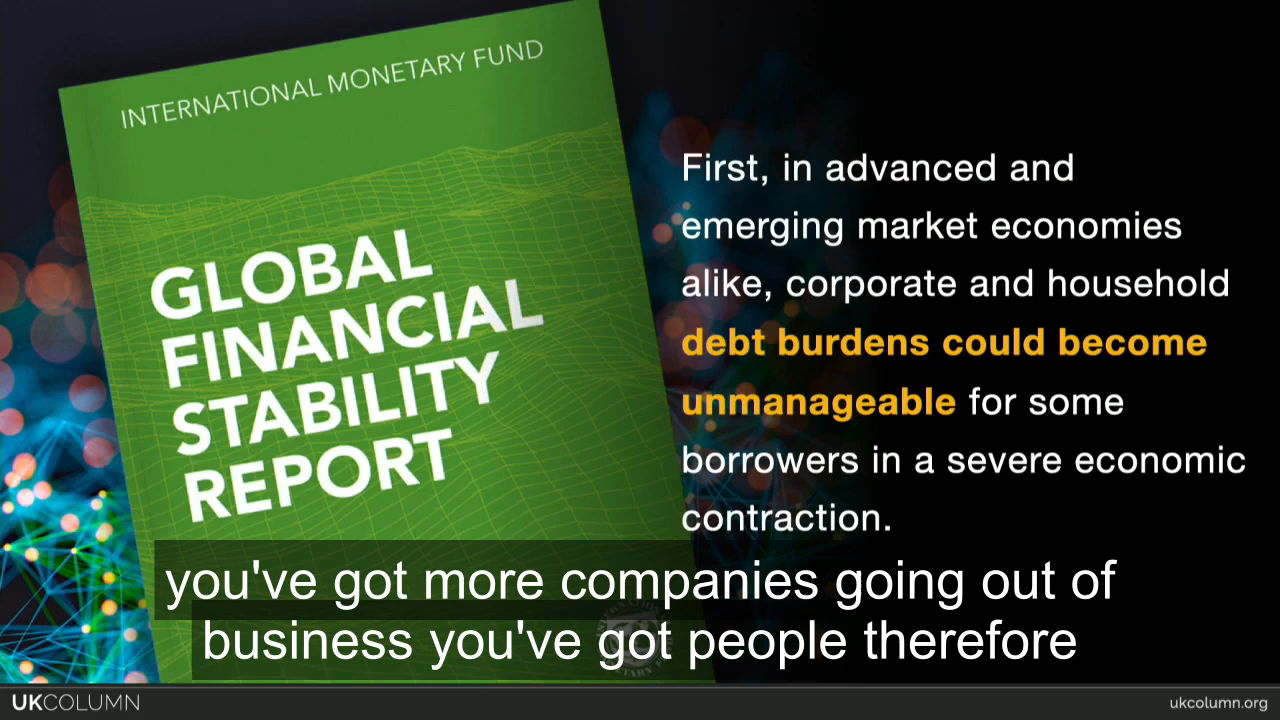 INTERNATIONAL MONETARY FUND
GLOBAL
FINANCIAL
STABILITY
REPORT
First, in advanced and
emerging market economies
alike, corporate and household
debt burdens could become
unmanageable for some
borrowers in a severe economic
contraction.
you've got more companies going out of
business you've got people therefore
UKCOLUMN
ukcolumn.org